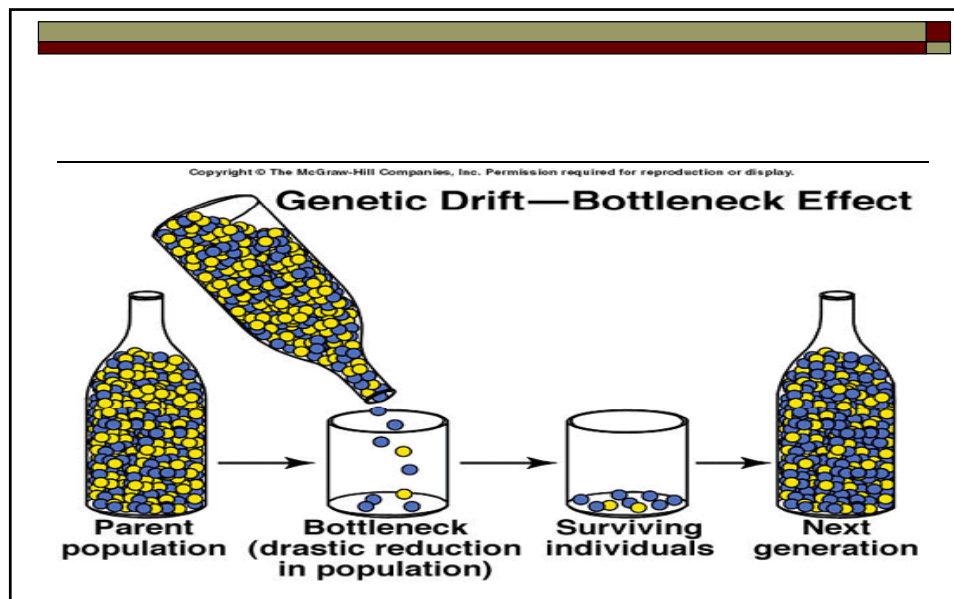 Copyright © The McGraw-Hill Companies, Inc. Permission required for reproduction or display.
Genetic Drift—Bottleneck Effect
Parent
population
Bottleneck
(drastic reduction
in population)
Surviving
individuals
Next
generation